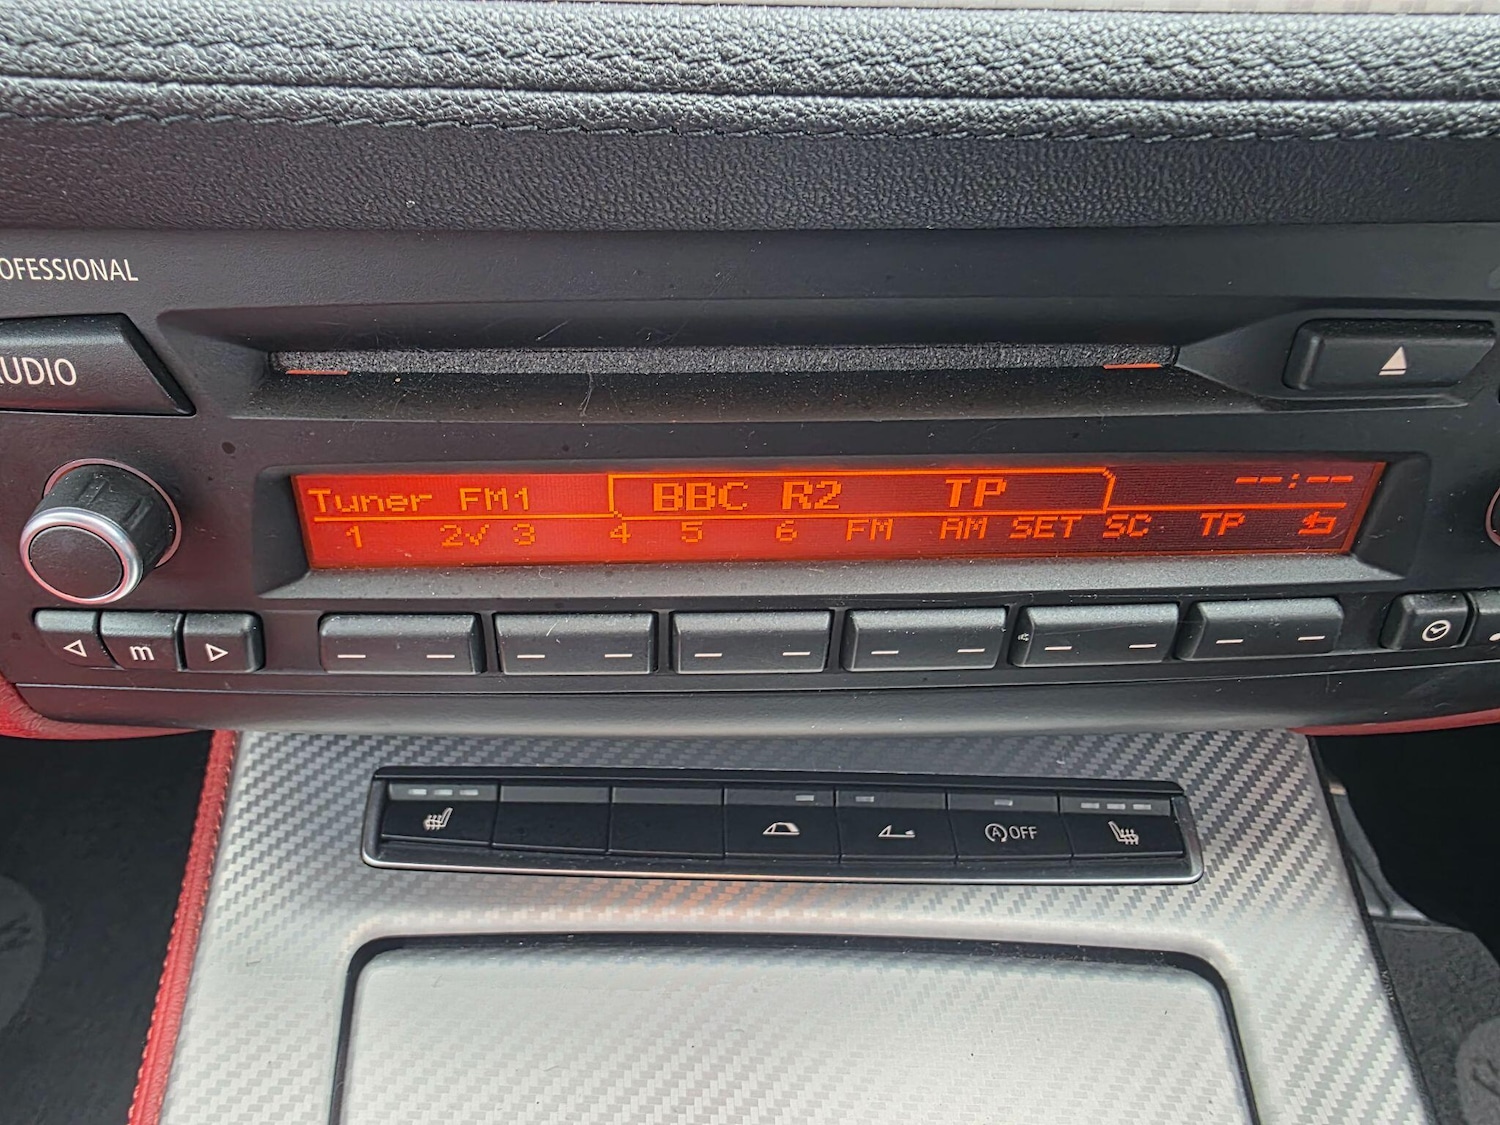 OFESSIONAL
UDIO
Tuner FM1 BBC R2 TP --:--
1 2√ 3 4 5 6 FM AM SET SC TP
m
OFF